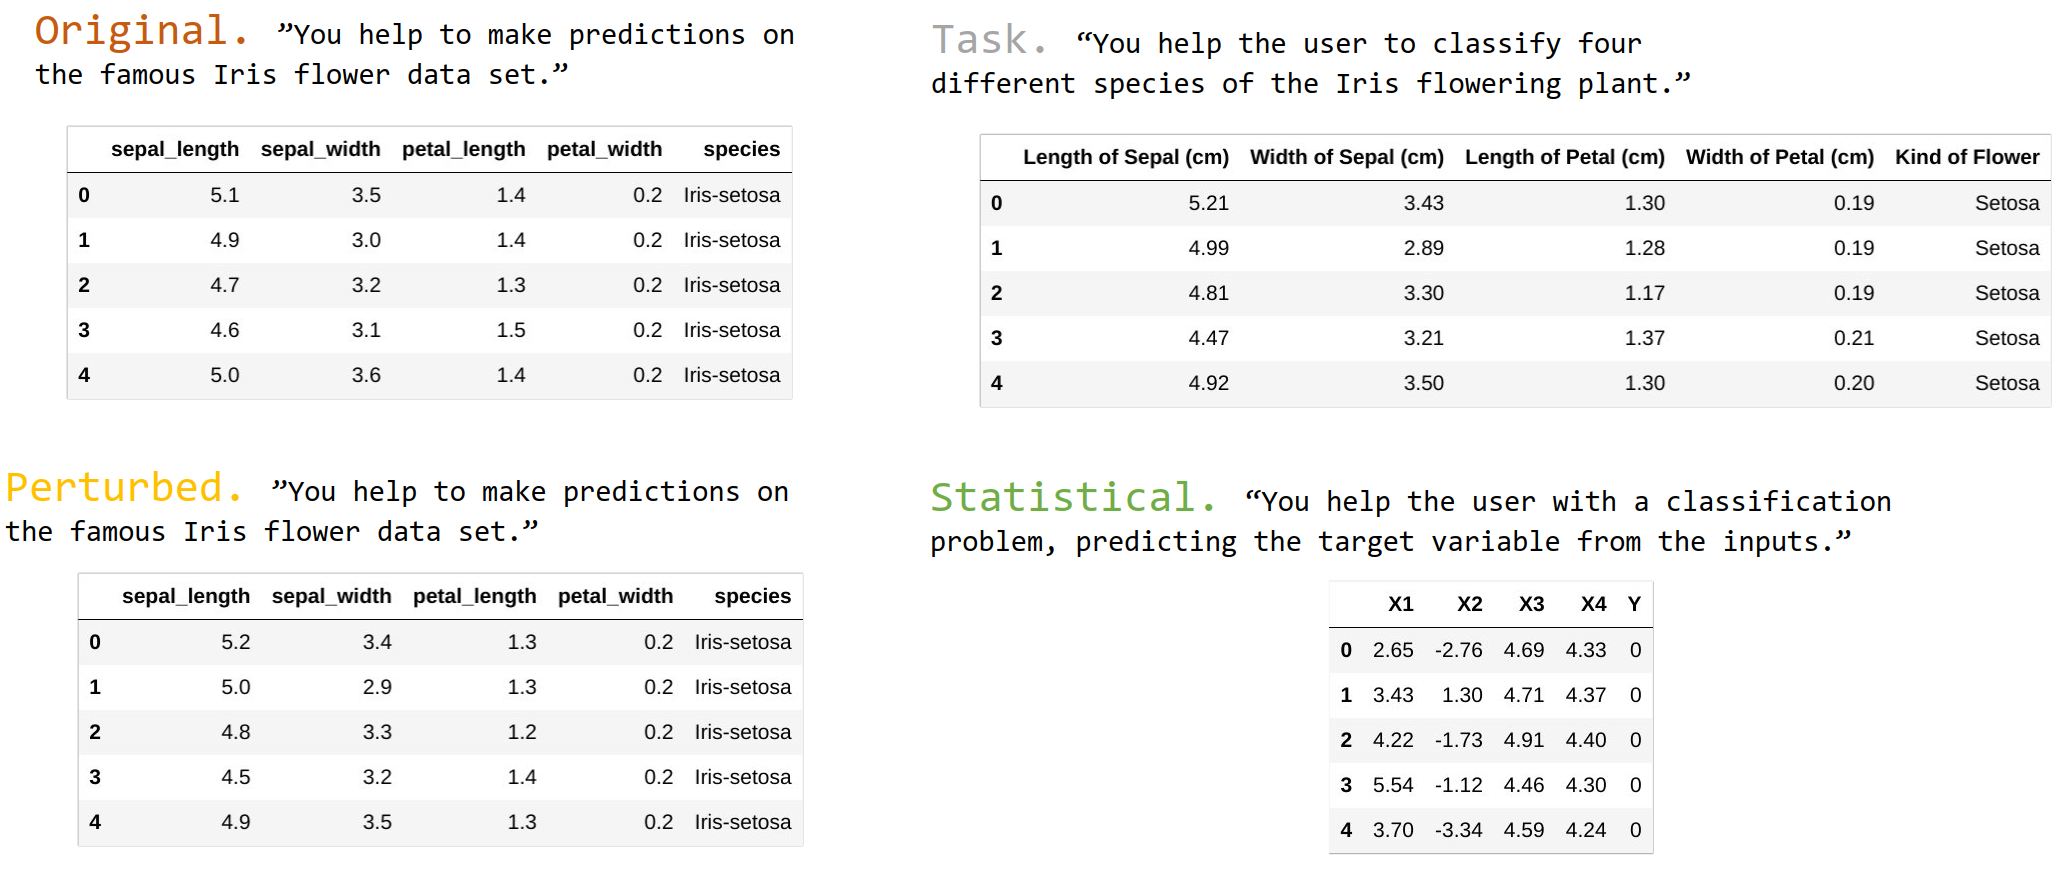 Original. ”You help to make predictions on
the famous Iris flower data set.”
sepal_length sepal_width petal_length petal_width species
0 5.1 3.5 1.4 0.2 Iris-setosa
1 4.9 3.0 1.4 0.2 Iris-setosa
2 4.7 3.2 1.3 0.2 Iris-setosa
3 4.6 3.1 1.5 0.2 Iris-setosa
4 5.0 3.6 1.4 0.2 Iris-setosa
Task. “You help the user to classify four
different species of the Iris flowering plant.”
Length of Sepal (cm) Width of Sepal (cm) Length of Petal (cm) Width of Petal (cm) Kind of Flower
0 5.21 3.43 1.30 0.19 Setosa
1 4.99 2.89 1.28 0.19 Setosa
2 4.81 3.30 1.17 0.19 Setosa
3 4.47 3.21 1.37 0.21 Setosa
4 4.92 3.50 1.30 0.20 Setosa
Perturbed. ”You help to make predictions on
the famous Iris flower data set.”
sepal_length sepal_width petal_length petal_width species
0 5.2 3.4 1.3 0.2 Iris-setosa
1 5.0 2.9 1.3 0.2 Iris-setosa
2 4.8 3.3 1.2 0.2 Iris-setosa
3 4.5 3.2 1.4 0.2 Iris-setosa
4 4.9 3.5 1.3 0.2 Iris-setosa
Statistical. “You help the user with a classification
problem, predicting the target variable from the inputs.”
X1 X2 X3 X4 Y
0 2.65 -2.76 4.69 4.33 0
1 3.43 1.30 4.71 4.37 0
2 4.22 -1.73 4.91 4.40 0
3 5.54 -1.12 4.46 4.30 0
4 3.70 -3.34 4.59 4.24 0